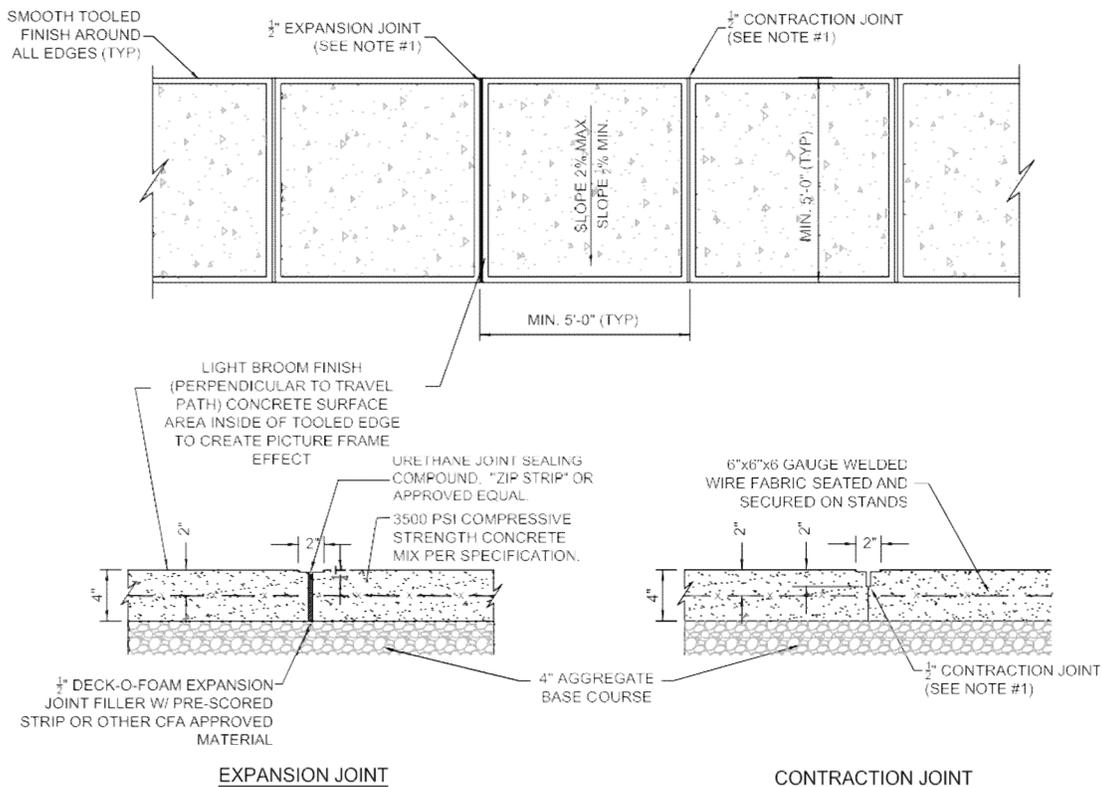 SMOOTH TOOLED
FINISH AROUND
ALL EDGES (TYP)
½" EXPANSION JOINT
(SEE NOTE #1)
½" CONTRACTION JOINT
(SEE NOTE #1)
SLOPE 2% MAX.
SLOPE ½% MIN.
MIN. 5'-0" (TYP)
MIN. 5'-0" (TYP)
LIGHT BROOM FINISH
(PERPENDICULAR TO TRAVEL
PATH) CONCRETE SURFACE
AREA INSIDE OF TOOLED EDGE
TO CREATE PICTURE FRAME
EFFECT
URETHANE JOINT SEALING
COMPOUND, "ZIP STRIP" OR
APPROVED EQUAL.
3500 PSI COMPRESSIVE
STRENGTH CONCRETE
MIX PER SPECIFICATION.
2"
2"
4"
½" DECK-O-FOAM EXPANSION
JOINT FILLER W/ PRE-SCORED
STRIP OR OTHER CFA APPROVED
MATERIAL
EXPANSION JOINT
4" AGGREGATE
BASE COURSE
6"x6"x6 GAUGE WELDED
WIRE FABRIC SEATED AND
SECURED ON STANDS
2"
2"
2"
4"
½" CONTRACTION JOINT
(SEE NOTE #1)
CONTRACTION JOINT